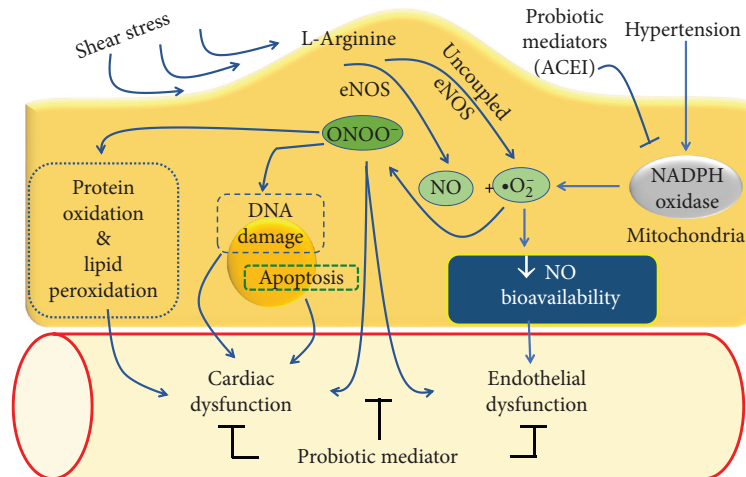 Shear stress
L-Arginine
Probiotic
mediators
(ACEI)
Hypertension
eNOS
Uncoupled
eNOS
ONOO⁻
NO
+
•O₂⁻
NADPH
oxidase
Mitochondria
Protein
oxidation
&
lipid
peroxidation
DNA
damage
Apoptosis
↓ NO
bioavailability
Cardiac
dysfunction
Endothelial
dysfunction
Probiotic mediator